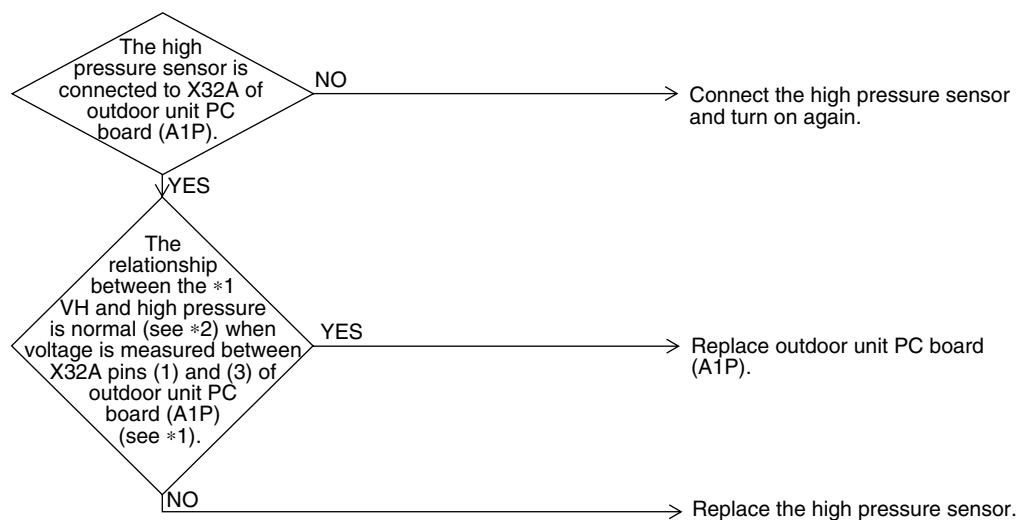 The high
pressure sensor is
connected to X32A of
outdoor unit PC
board (A1P).
NO
Connect the high pressure sensor
and turn on again.
YES
The
relationship
between the *1
VH and high pressure
is normal (see *2) when
voltage is measured between
X32A pins (1) and (3) of
outdoor unit PC
board (A1P)
(see *1).
YES
Replace outdoor unit PC board
(A1P).
NO
Replace the high pressure sensor.